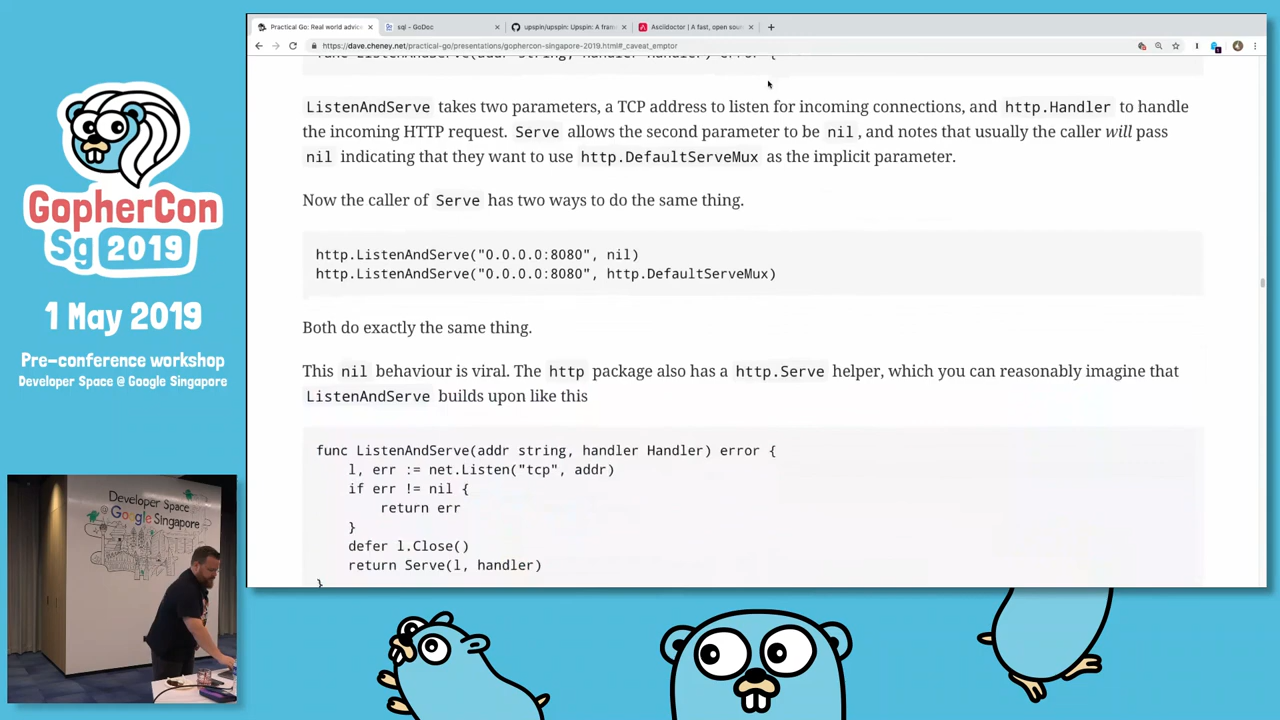 Practical Go: Real world advice
sql - GoDoc
upspin/upspin: Upspin: A fram
Asciidoctor | A fast, open sour
https://dave.cheney.net/practical-go/presentations/gophercon-singapore-2019.html#_caveat_emptor
func ListenAndServe(addr string, handler Handler) error {
ListenAndServe takes two parameters, a TCP address to listen for incoming connections, and http.Handler to handle
the incoming HTTP request. Serve allows the second parameter to be nil, and notes that usually the caller will pass
nil indicating that they want to use http.DefaultServeMux as the implicit parameter.
Now the caller of Serve has two ways to do the same thing.
http.ListenAndServe("0.0.0.0:8080", nil)
http.ListenAndServe("0.0.0.0:8080", http.DefaultServeMux)
Both do exactly the same thing.
This nil behaviour is viral. The http package also has a http.Serve helper, which you can reasonably imagine that
ListenAndServe builds upon like this
func ListenAndServe(addr string, handler Handler) error {
l, err := net.Listen("tcp", addr)
if err != nil {
return err
}
defer l.Close()
return Serve(l, handler)
}
GopherCon
Sg 2019
1 May 2019
Pre-conference workshop
Developer Space @ Google Singapore
Developer Space
@ Google Singapore